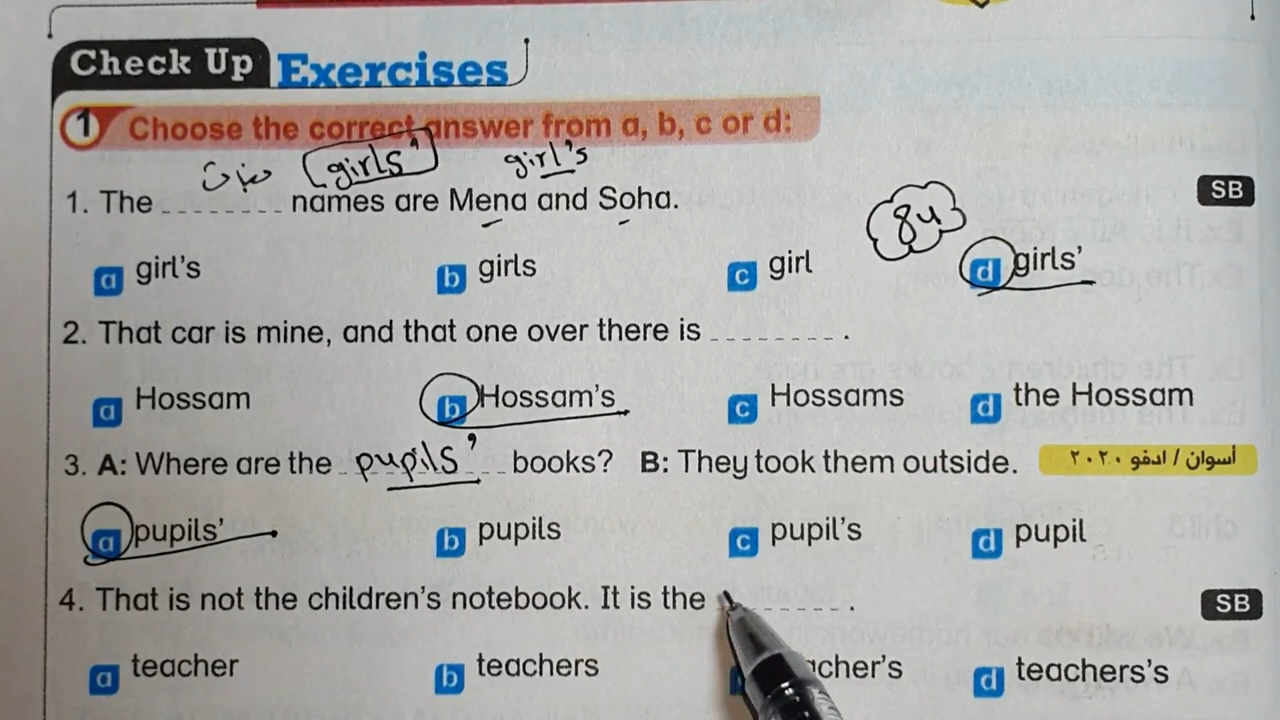 Check Up Exercises
1 Choose the correct answer from a, b, c or d:
بنات girls' girl's
1. The -------- names are Mena and Soha. SB
84
a girl's b girls c girl d girls'
2. That car is mine, and that one over there is -------- .
a Hossam b Hossam's c Hossams d the Hossam
3. A: Where are the pupils' books? B: They took them outside. أسوان / ادفو ٢٠٢٠
a pupils' b pupils c pupil's d pupil
4. That is not the children's notebook. It is the -------- . SB
a teacher b teachers acher's d teachers's